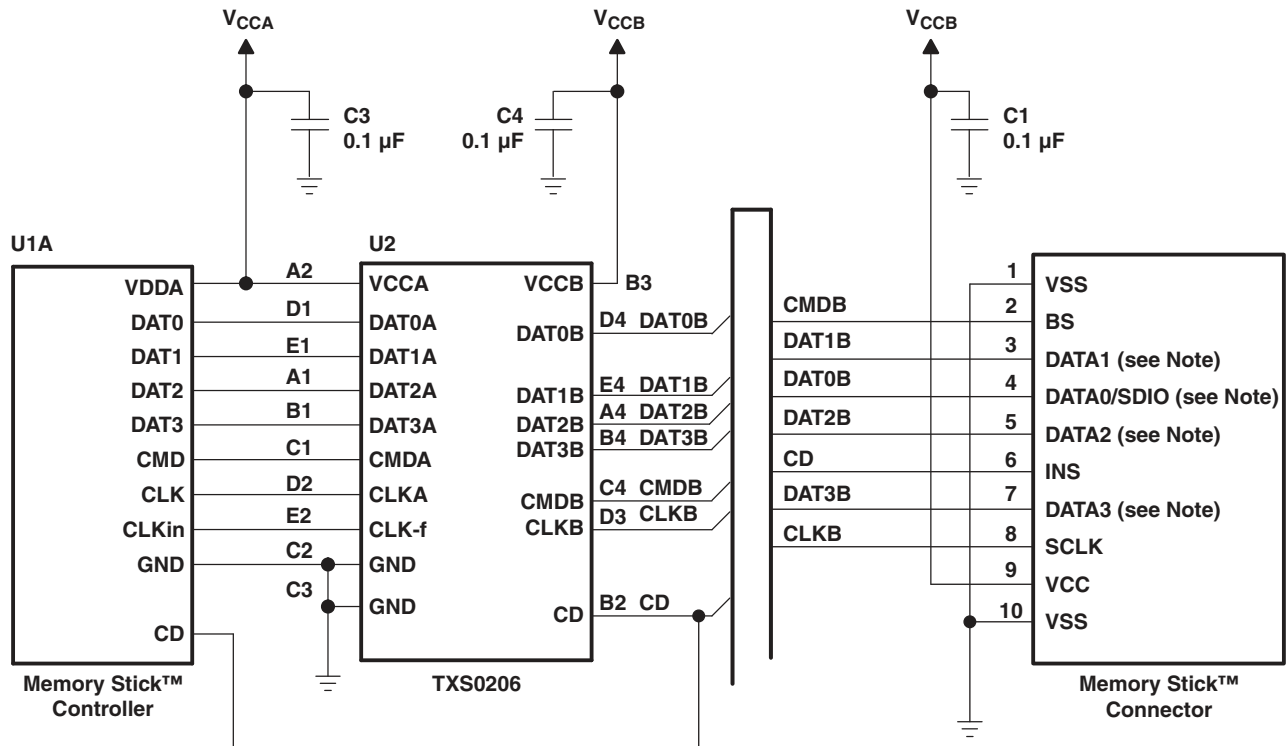 VCCA
VCCB
VCCB
C3
0.1 µF
C4
0.1 µF
C1
0.1 µF
U1A
U2
VDDA
DAT0
DAT1
DAT2
DAT3
CMD
CLK
CLKin
GND
CD
A2
D1
E1
A1
B1
C1
D2
E2
C2
C3
VCCA
DAT0A
DAT1A
DAT2A
DAT3A
CMDA
CLKA
CLK-f
GND
GND
VCCB
DAT0B
DAT1B
DAT2B
DAT3B
CMDB
CLKB
CD
B3
D4 DAT0B
E4 DAT1B
A4 DAT2B
B4 DAT3B
C4 CMDB
D3 CLKB
B2 CD
CMDB
DAT1B
DAT0B
DAT2B
CD
DAT3B
CLKB
1
2
3
4
5
6
7
8
9
10
VSS
BS
DATA1 (see Note)
DATA0/SDIO (see Note)
DATA2 (see Note)
INS
DATA3 (see Note)
SCLK
VCC
VSS
Memory Stick™
Controller
TXS0206
Memory Stick™
Connector